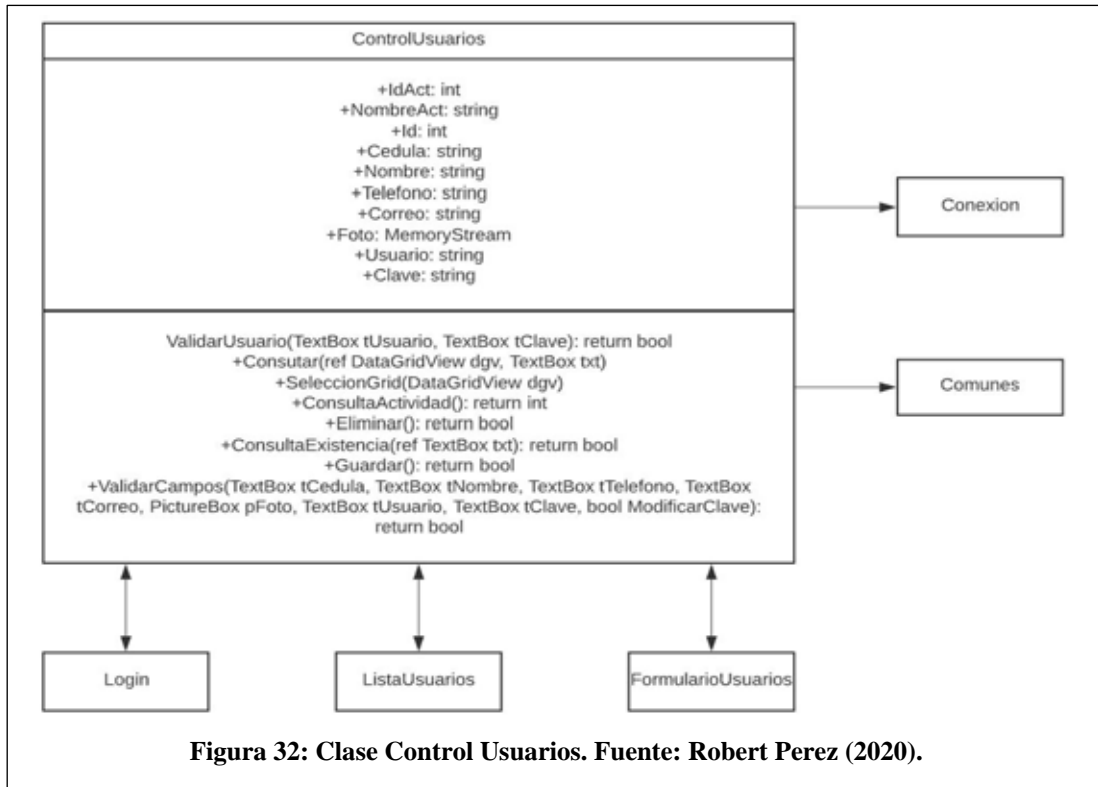 ControlUsuarios
+IdAct: int
+NombreAct: string
+Id: int
+Cedula: string
+Nombre: string
+Telefono: string
+Correo: string
+Foto: MemoryStream
+Usuario: string
+Clave: string
Conexion
ValidarUsuario(TextBox tUsuario, TextBox tClave): return bool
+Consutar(ref DataGridView dgv, TextBox txt)
+SeleccionGrid(DataGridView dgv)
+ConsultaActividad(): return int
+Eliminar(): return bool
+ConsultaExistencia(ref TextBox txt): return bool
+Guardar(): return bool
+ValidarCampos(TextBox tCedula, TextBox tNombre, TextBox tTelefono, TextBox
tCorreo, PictureBox pFoto, TextBox tUsuario, TextBox tClave, bool ModificarClave):
return bool
Comunes
Login
ListaUsuarios
FormularioUsuarios
Figura 32: Clase Control Usuarios. Fuente: Robert Perez (2020).